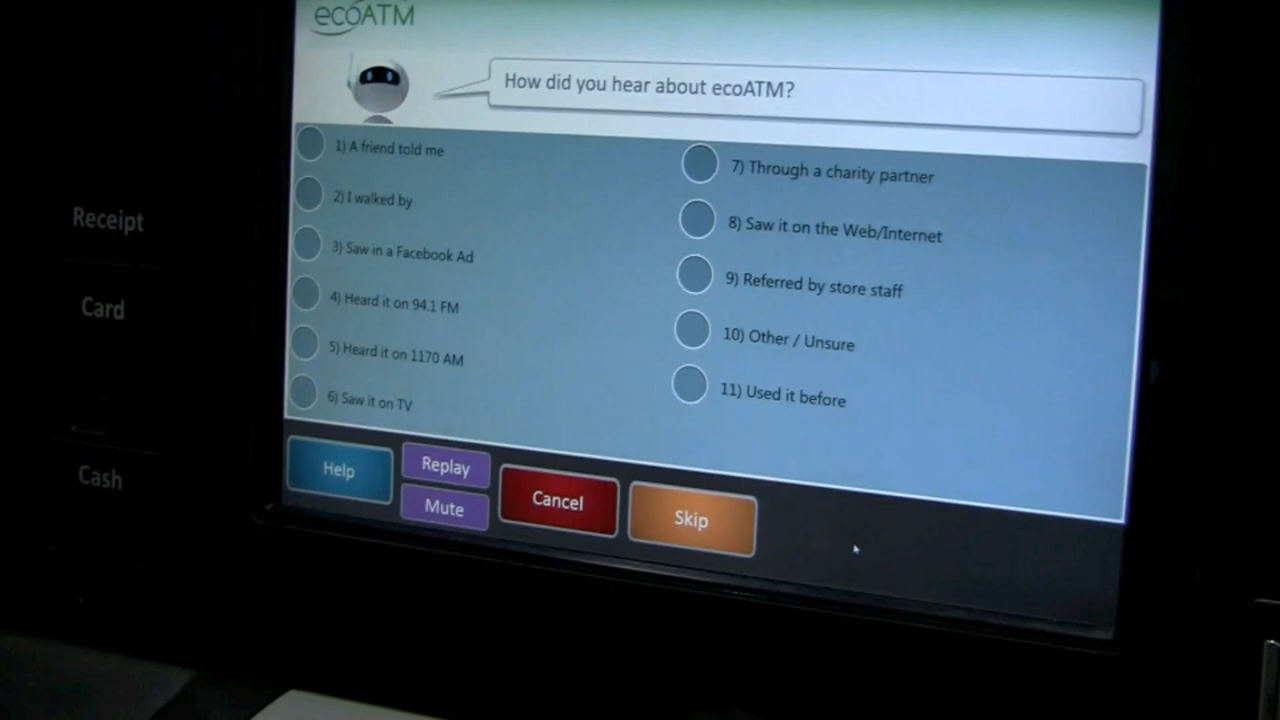 ecoATM
How did you hear about ecoATM?
1) A friend told me
2) I walked by
3) Saw in a Facebook Ad
4) Heard it on 94.1 FM
5) Heard it on 1170 AM
6) Saw it on TV
7) Through a charity partner
8) Saw it on the Web/Internet
9) Referred by store staff
10) Other / Unsure
11) Used it before
Help
Replay
Mute
Cancel
Skip
Receipt
Card
Cash